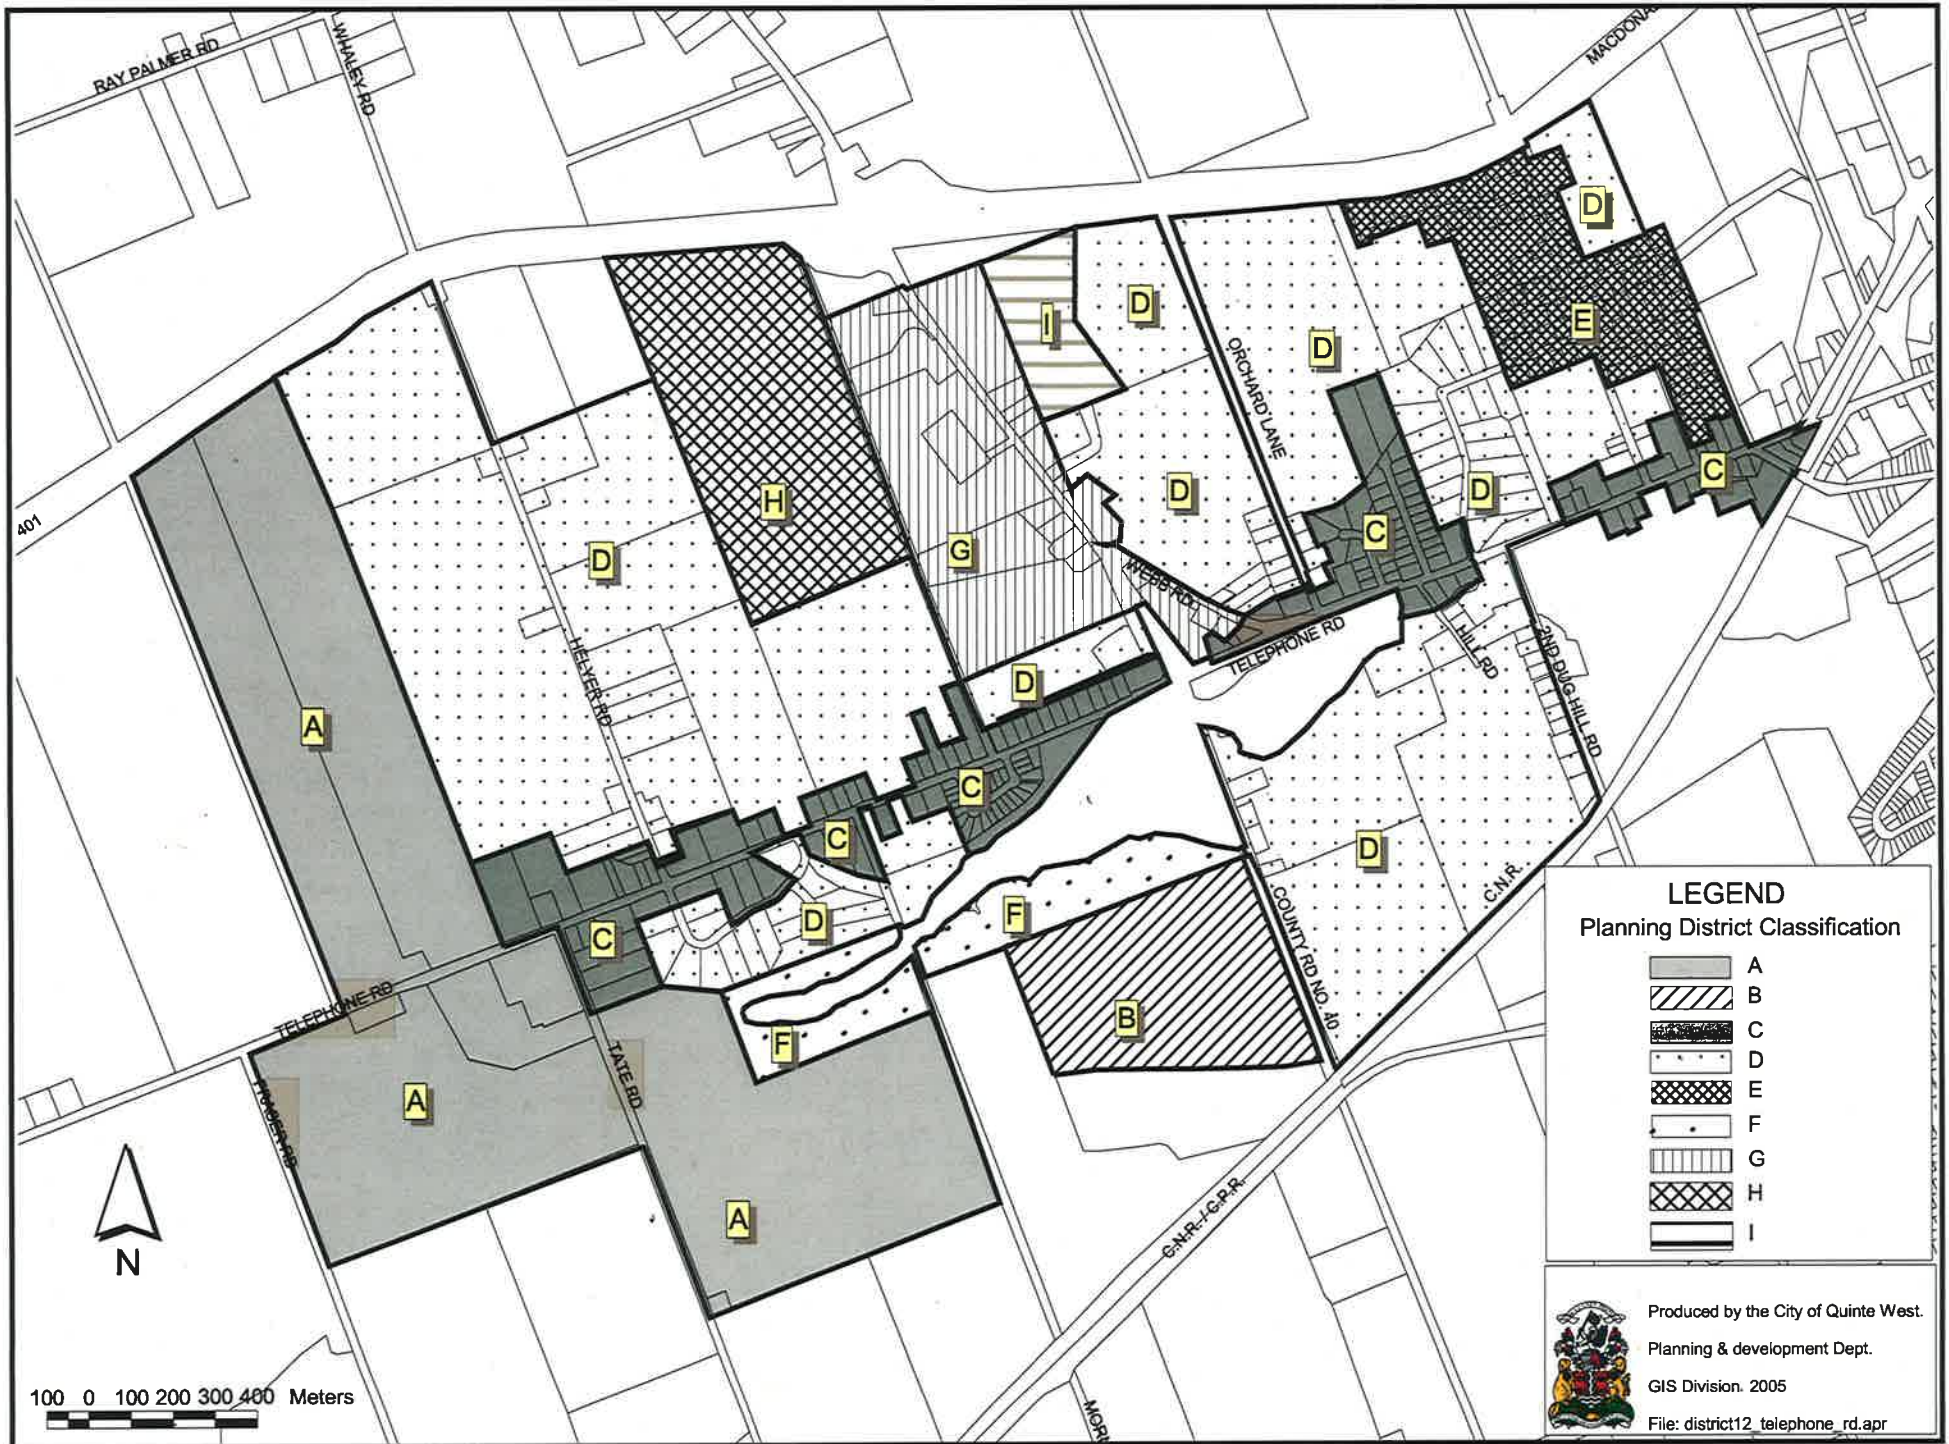 RAY PALMER RD
WHALEY RD
401
D
E
I
D
D
ORCHARD LANE
H
D
D
C
C
D
G
WEBB RD
HELYER RD
TELEPHONE RD
HILL RD
2ND DUG HILL RD
A
D
C
C
D
D
C
F
COUNTY RD NO. 40
C.N.R.
B
F
TELEPHONE RD
TATE RD
FRASER RD
A
A
C.N.R. / C.P.R.
N
100 0 100 200 300 400 Meters
LEGEND
Planning District Classification
A
B
C
D
E
F
G
H
I
Produced by the City of Quinte West.
Planning & development Dept.
GIS Division. 2005
File: district12_telephone_rd.apr